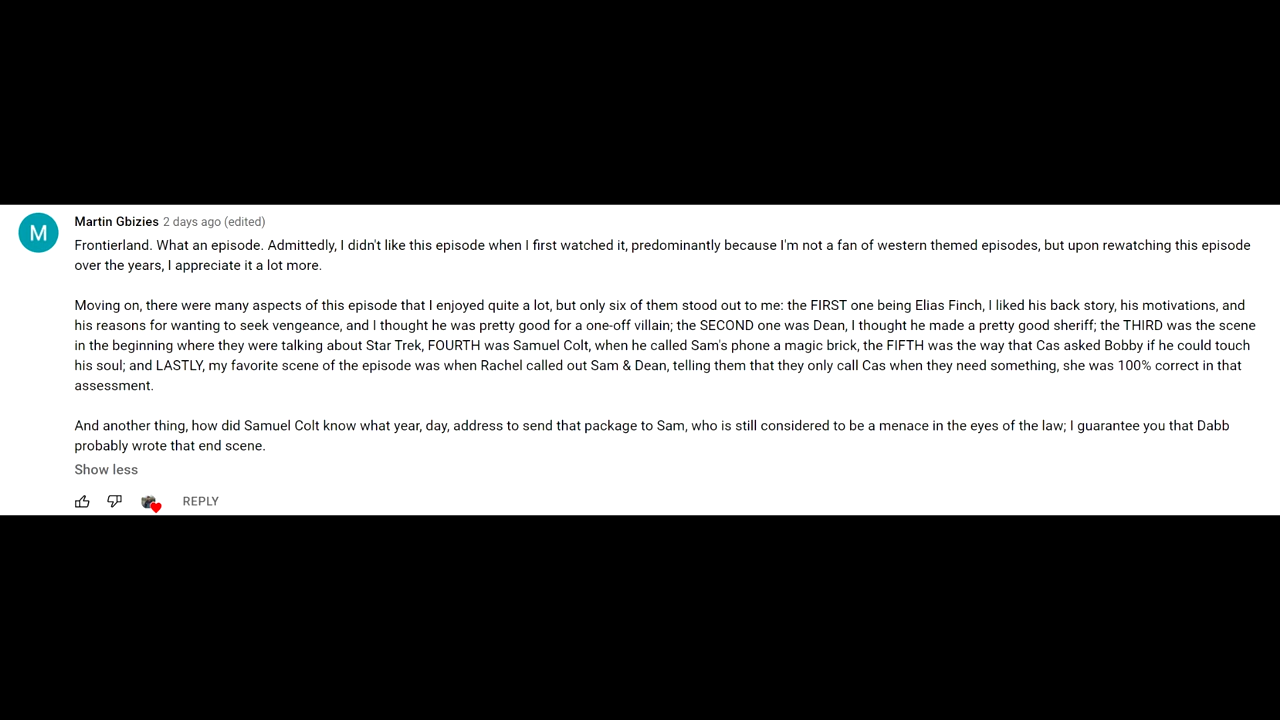 M
Martin Gbizies 2 days ago (edited)
Frontierland. What an episode. Admittedly, I didn't like this episode when I first watched it, predominantly because I'm not a fan of western themed episodes, but upon rewatching this episode
over the years, I appreciate it a lot more.
Moving on, there were many aspects of this episode that I enjoyed quite a lot, but only six of them stood out to me: the FIRST one being Elias Finch, I liked his back story, his motivations, and
his reasons for wanting to seek vengeance, and I thought he was pretty good for a one-off villain; the SECOND one was Dean, I thought he made a pretty good sheriff; the THIRD was the scene
in the beginning where they were talking about Star Trek, FOURTH was Samuel Colt, when he called Sam's phone a magic brick, the FIFTH was the way that Cas asked Bobby if he could touch
his soul; and LASTLY, my favorite scene of the episode was when Rachel called out Sam & Dean, telling them that they only call Cas when they need something, she was 100% correct in that
assessment.
And another thing, how did Samuel Colt know what year, day, address to send that package to Sam, who is still considered to be a menace in the eyes of the law; I guarantee you that Dabb
probably wrote that end scene.
Show less
REPLY